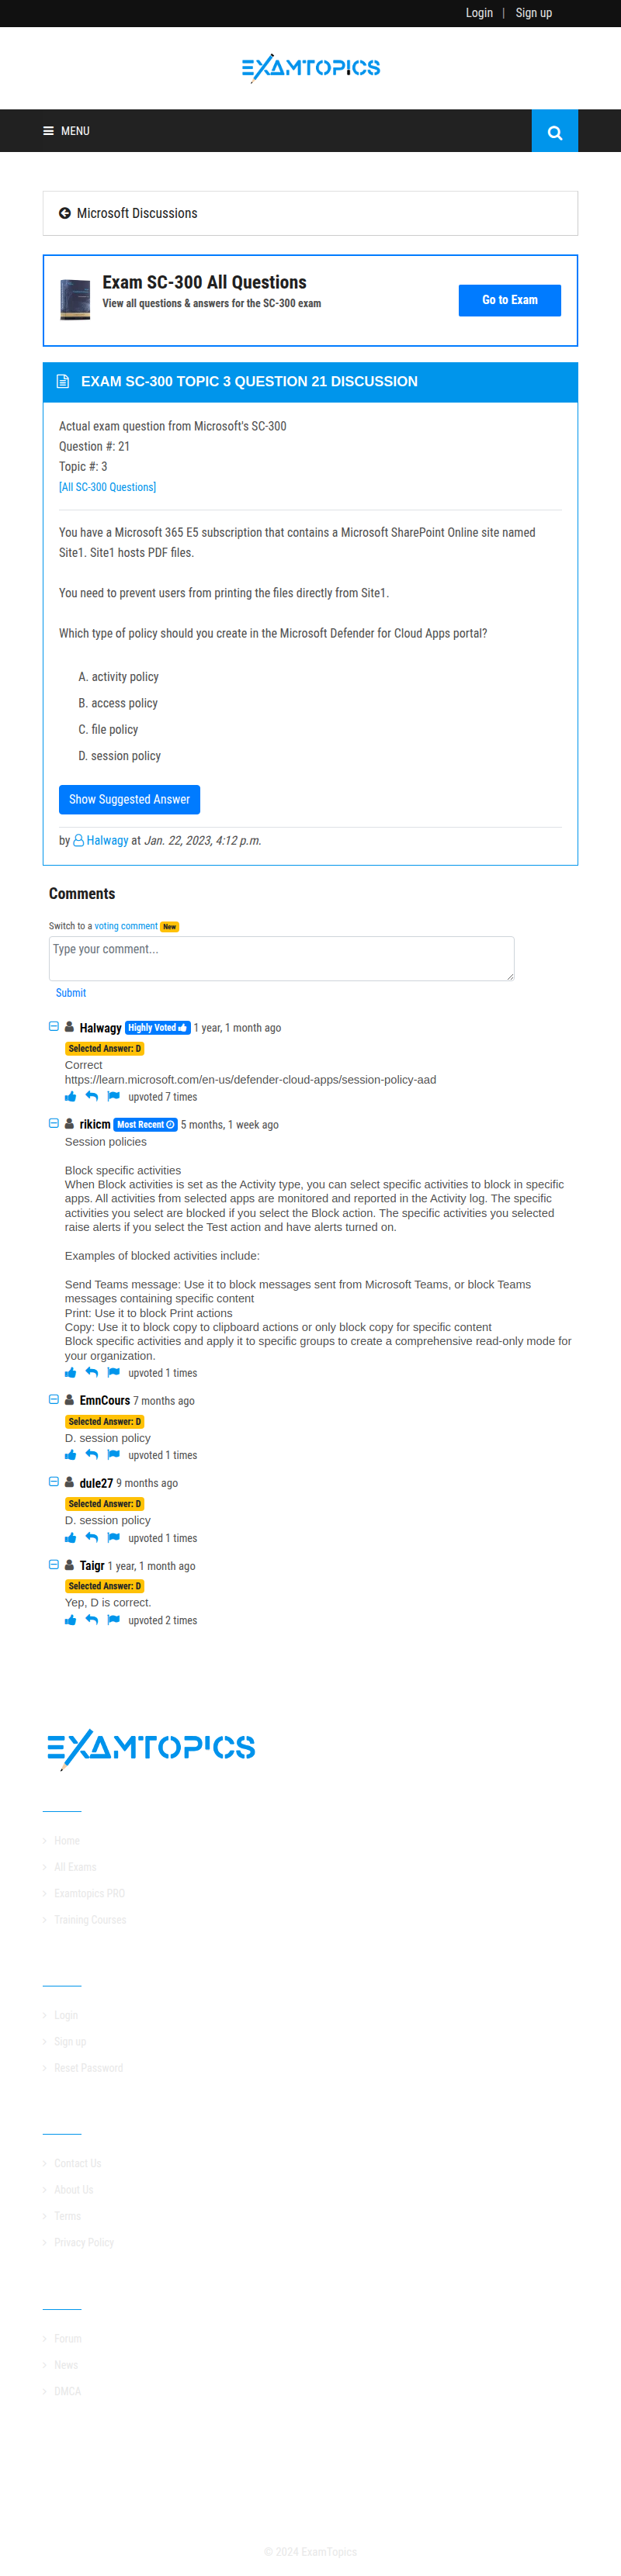 Login | Sign up
EXAMTOPICS
MENU
Microsoft Discussions
Exam SC-300 All Questions
View all questions & answers for the SC-300 exam
Go to Exam
EXAM SC-300 TOPIC 3 QUESTION 21 DISCUSSION
Actual exam question from Microsoft's SC-300
Question #: 21
Topic #: 3
[All SC-300 Questions]
You have a Microsoft 365 E5 subscription that contains a Microsoft SharePoint Online site named
Site1. Site1 hosts PDF files.
You need to prevent users from printing the files directly from Site1.
Which type of policy should you create in the Microsoft Defender for Cloud Apps portal?
A. activity policy
B. access policy
C. file policy
D. session policy
Show Suggested Answer
by Halwagy at Jan. 22, 2023, 4:12 p.m.
Comments
Switch to a voting comment New
Type your comment...
Submit
Halwagy Highly Voted 1 year, 1 month ago
Selected Answer: D
Correct
https://learn.microsoft.com/en-us/defender-cloud-apps/session-policy-aad
upvoted 7 times
rikicm Most Recent 5 months, 1 week ago
Session policies
Block specific activities
When Block activities is set as the Activity type, you can select specific activities to block in specific
apps. All activities from selected apps are monitored and reported in the Activity log. The specific
activities you select are blocked if you select the Block action. The specific activities you selected
raise alerts if you select the Test action and have alerts turned on.
Examples of blocked activities include:
Send Teams message: Use it to block messages sent from Microsoft Teams, or block Teams
messages containing specific content
Print: Use it to block Print actions
Copy: Use it to block copy to clipboard actions or only block copy for specific content
Block specific activities and apply it to specific groups to create a comprehensive read-only mode for
your organization.
upvoted 1 times
EmnCours 7 months ago
Selected Answer: D
D. session policy
upvoted 1 times
dule27 9 months ago
Selected Answer: D
D. session policy
upvoted 1 times
Taigr 1 year, 1 month ago
Selected Answer: D
Yep, D is correct.
upvoted 2 times
EXAMTOPICS
Home
All Exams
Examtopics PRO
Training Courses
Login
Sign up
Reset Password
Contact Us
About Us
Terms
Privacy Policy
Forum
News
DMCA
© 2024 ExamTopics